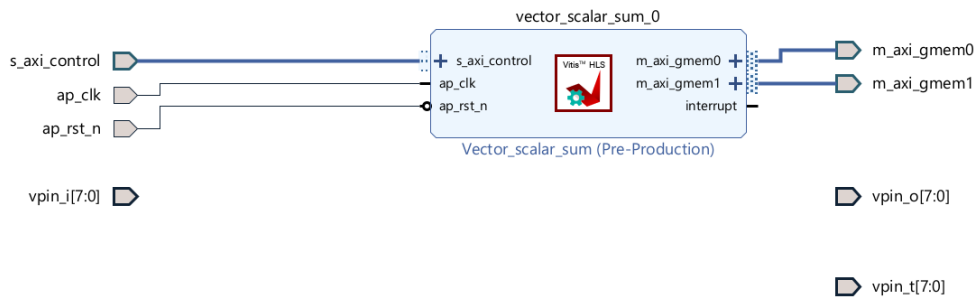 vector_scalar_sum_0
s_axi_control
ap_clk
ap_rst_n
vpin_i[7:0]
s_axi_control
ap_clk
ap_rst_n
Vitis™ HLS
m_axi_gmem0
m_axi_gmem1
interrupt
Vector_scalar_sum (Pre-Production)
m_axi_gmem0
m_axi_gmem1
vpin_o[7:0]
vpin_t[7:0]